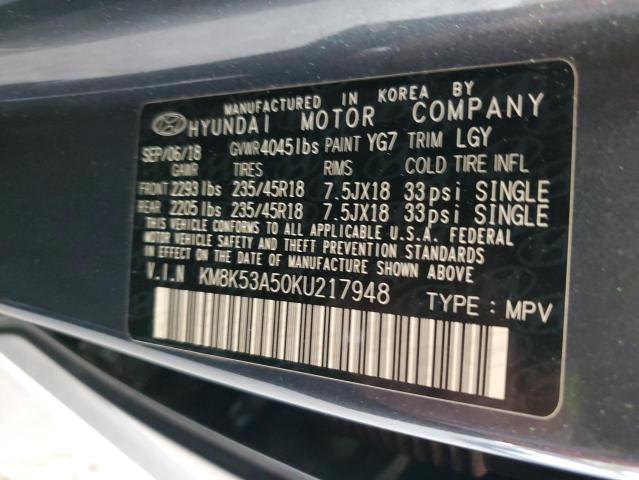 MANUFACTURED IN KOREA BY
HYUNDAI MOTOR COMPANY
SEP/06/18 GVWR 4045lbs PAINT YG7 TRIM LGY
GAWR TIRES RIMS COLD TIRE INFL
FRONT 2293lbs 235/45R18 7.5JX18 33psi SINGLE
REAR 2205lbs 235/45R18 7.5JX18 33psi SINGLE
THIS VEHICLE CONFORMS TO ALL APPLICABLE U.S.A. FEDERAL
MOTOR VEHICLE SAFETY AND THEFT PREVENTION STANDARDS
IN EFFECT ON THE DATE OF MANUFACTURE SHOWN ABOVE.
V.I.N KM8K53A50KU217948 TYPE : MPV